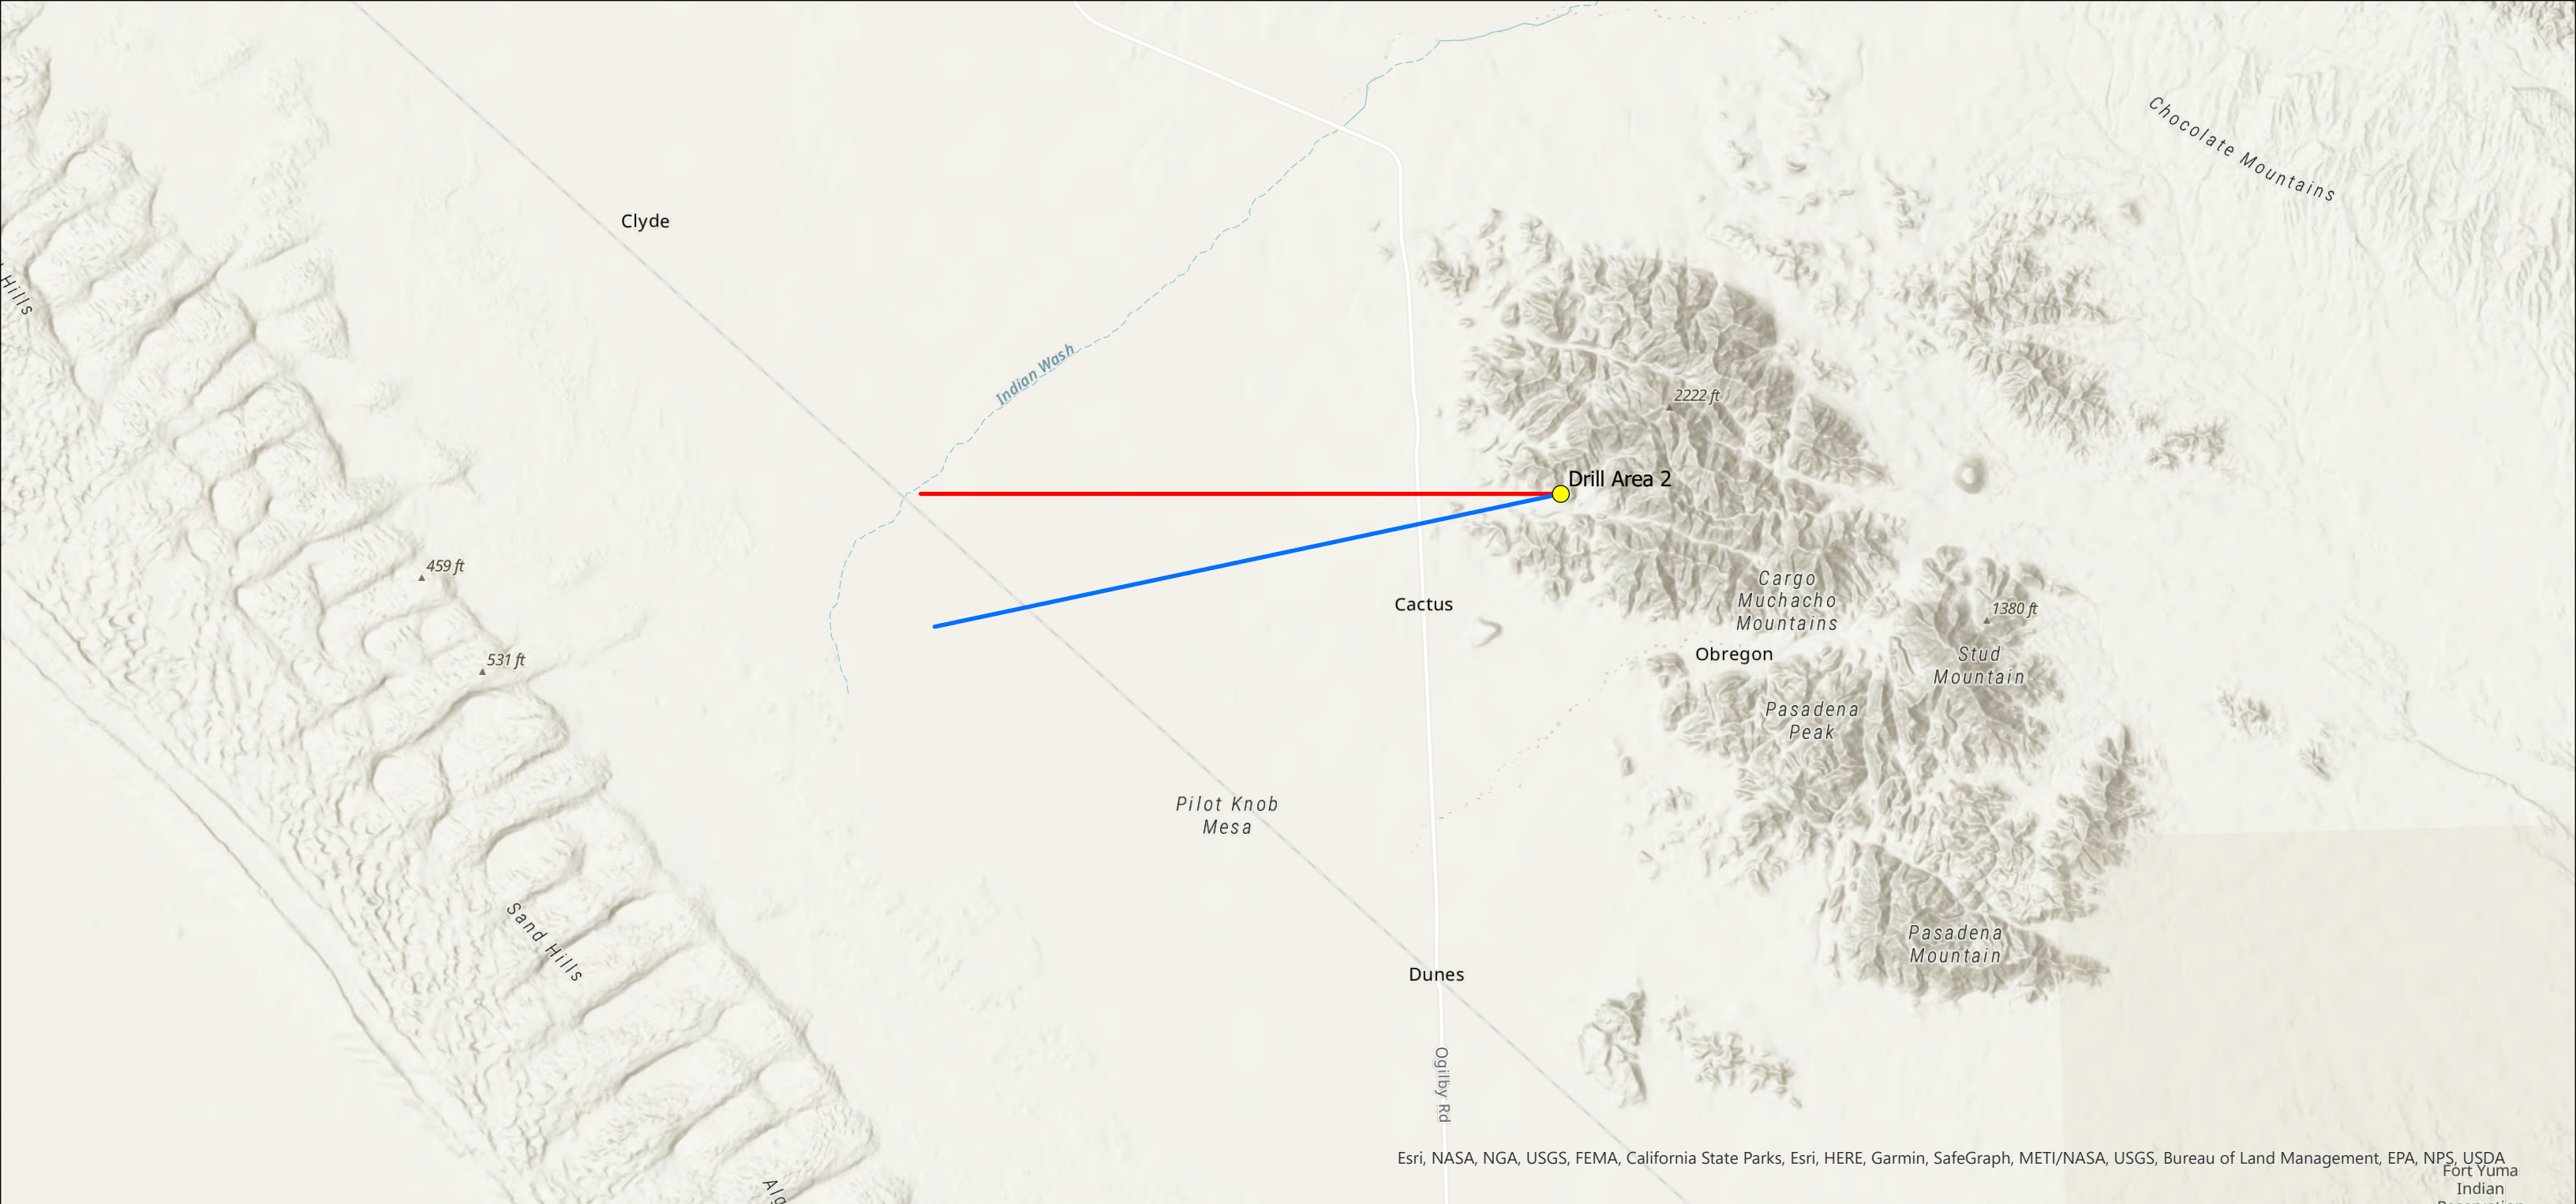 Chocolate Mountains
Clyde
Hills
Indian Wash
2222 ft
Drill Area 2
459 ft
Cargo
Muchacho
Mountains
Cactus
1380 ft
531 ft
Obregon
Stud
Mountain
Pasadena
Peak
Pilot Knob
Mesa
Sand Hills
Pasadena
Mountain
Dunes
Ogilby Rd
Esri, NASA, NGA, USGS, FEMA, California State Parks, Esri, HERE, Garmin, SafeGraph, METI/NASA, USGS, Bureau of Land Management, EPA, NPS, USDA
Fort Yuma
Indian